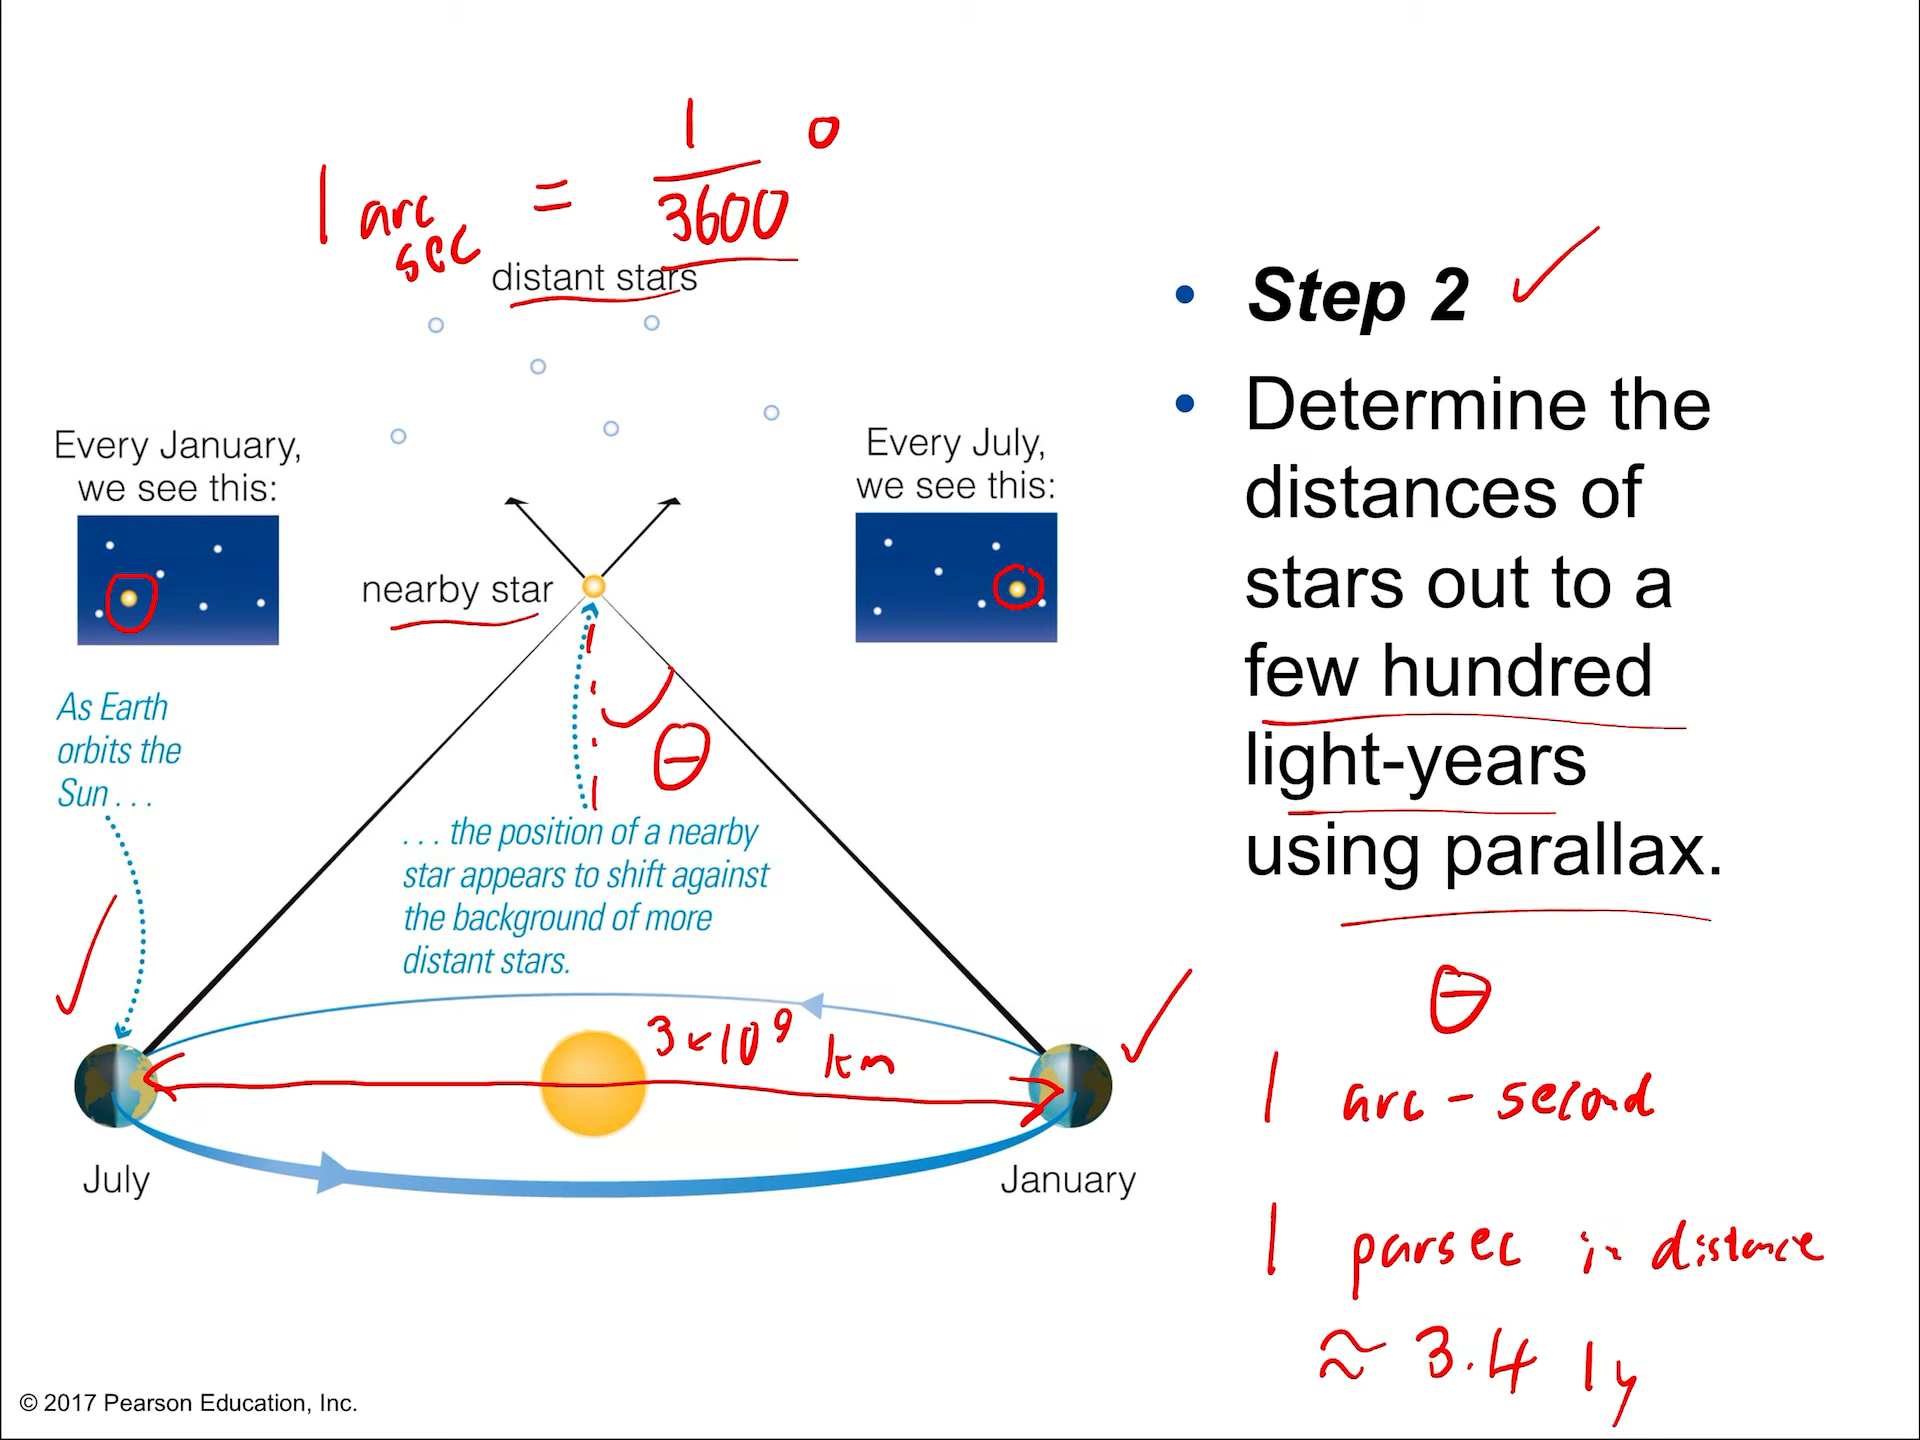 1 arc sec = 1/3600 °
distant stars
Every January,
we see this:
Every July,
we see this:
nearby star
θ
As Earth
orbits the
Sun . . .
. . . the position of a nearby
star appears to shift against
the background of more
distant stars.
3×10⁹ km
July
January
• Step 2
• Determine the
distances of
stars out to a
few hundred
light-years
using parallax.
θ
1 arc-second
1 parsec in distance
≈ 3.4 ly
© 2017 Pearson Education, Inc.